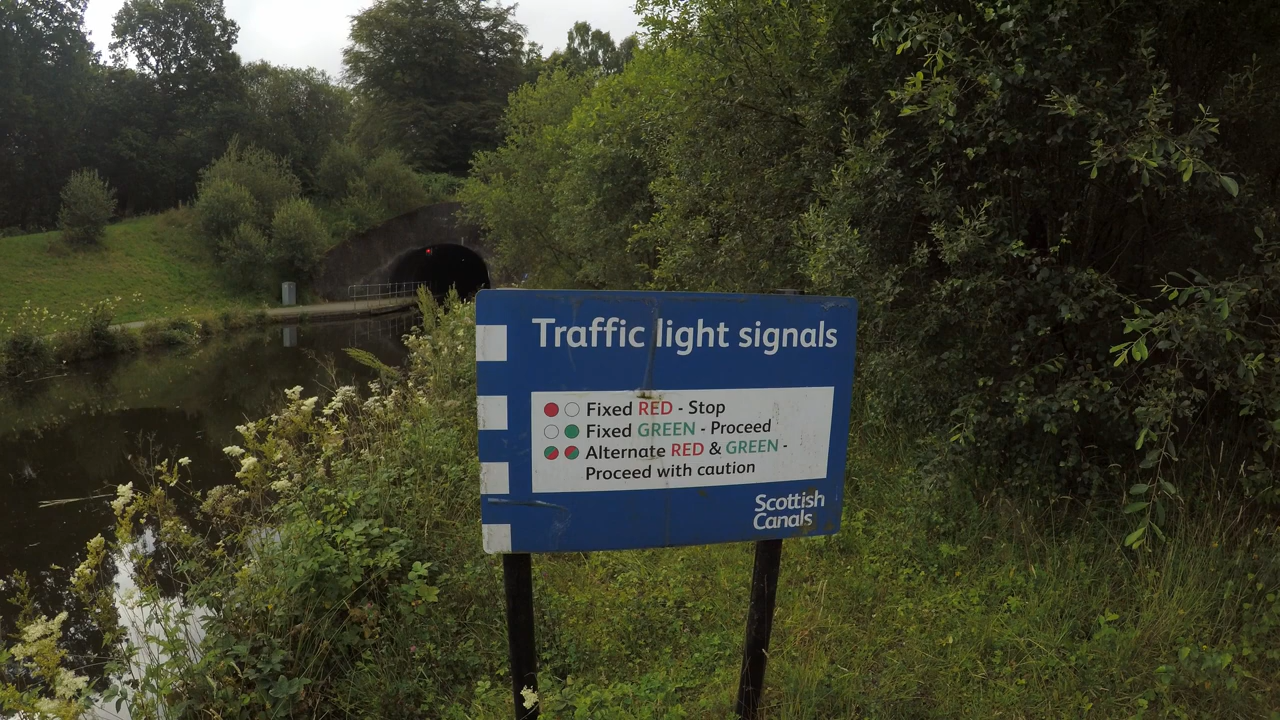 Traffic light signals
Fixed RED - Stop
Fixed GREEN - Proceed
Alternate RED & GREEN -
Proceed with caution
Scottish
Canals